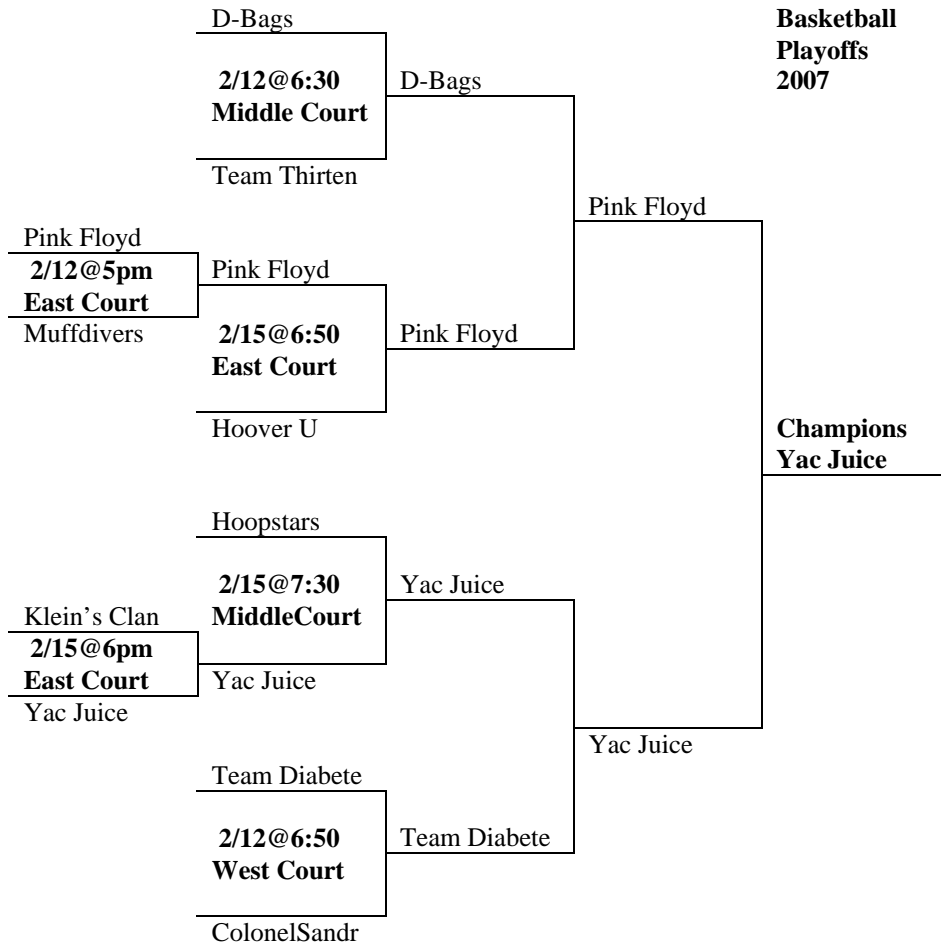 D-Bags
Basketball
Playoffs
2007
2/12@6:30
Middle Court
D-Bags
Team Thirten
Pink Floyd
Pink Floyd
2/12@5pm
East Court
Muffdivers
Pink Floyd
2/15@6:50
East Court
Pink Floyd
Hoover U
Champions
Yac Juice
Hoopstars
2/15@7:30
MiddleCourt
Yac Juice
Klein's Clan
2/15@6pm
East Court
Yac Juice
Yac Juice
Yac Juice
Team Diabete
2/12@6:50
West Court
Team Diabete
ColonelSandr